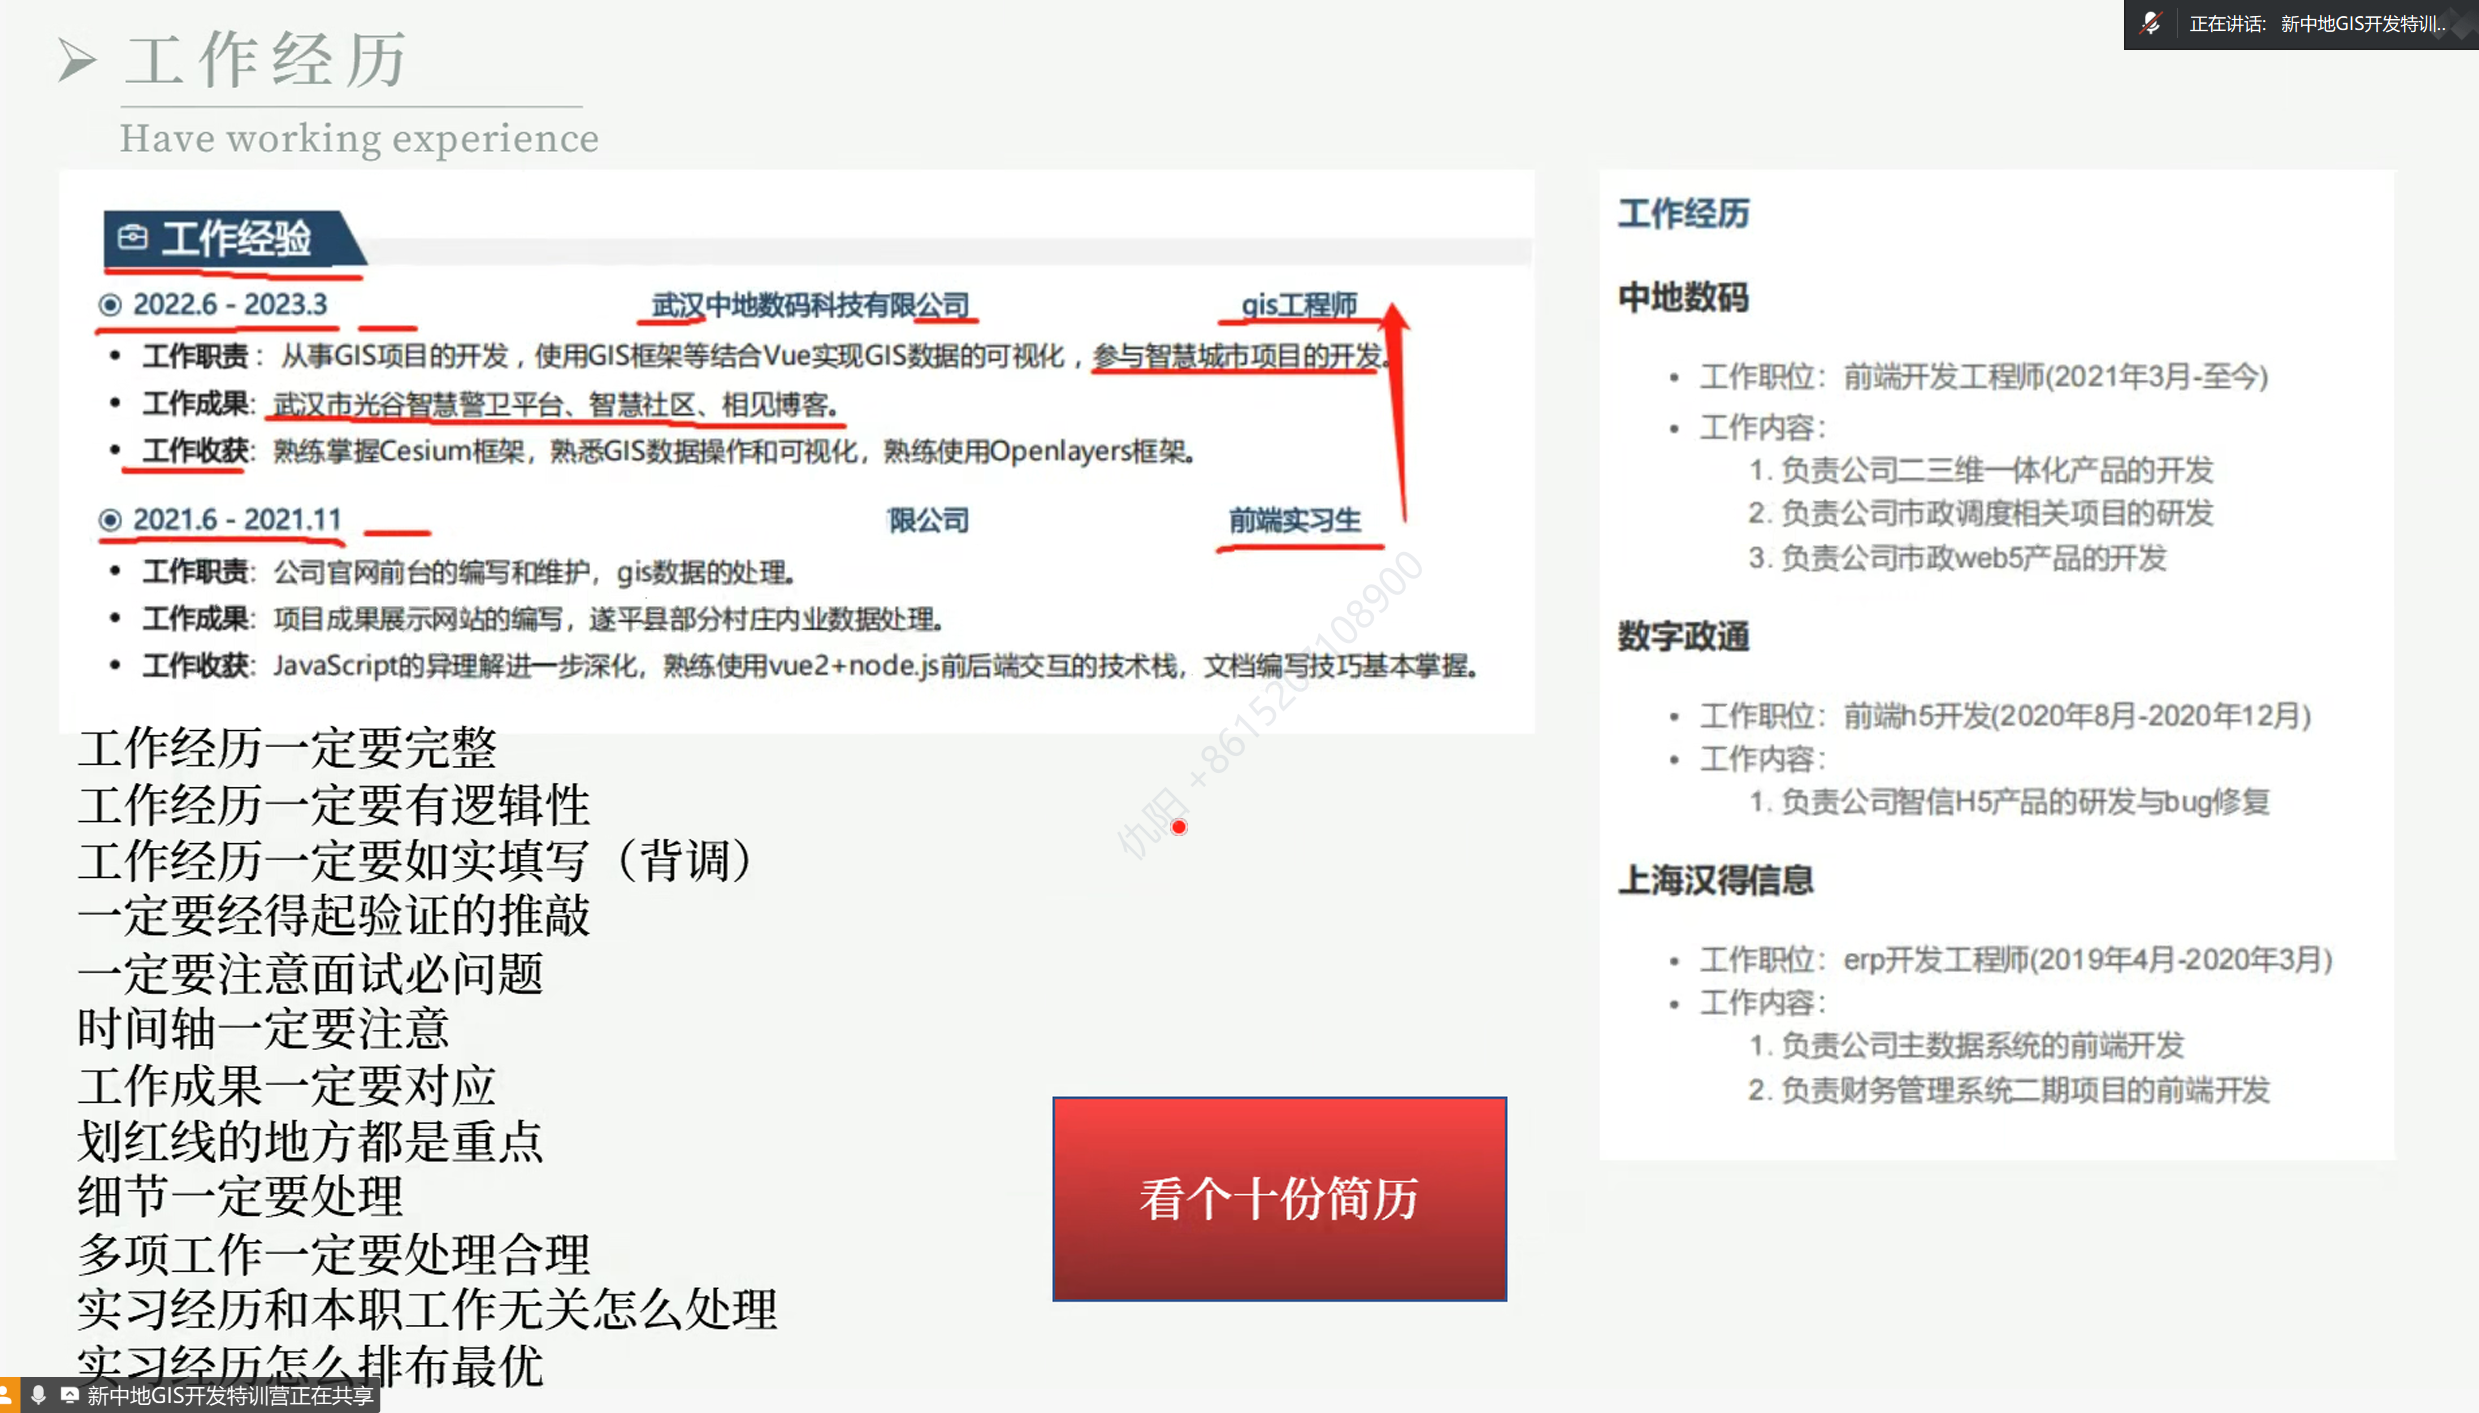 正在讲话: 新中地GIS开发特训...
工作经历
Have working experience
工作经验
2022.6 - 2023.3 武汉中地数码科技有限公司 gis工程师
• 工作职责：从事GIS项目的开发，使用GIS框架等结合Vue实现GIS数据的可视化，参与智慧城市项目的开发。
• 工作成果：武汉市光谷智慧警卫平台、智慧社区、相见博客。
• 工作收获：熟练掌握Cesium框架，熟悉GIS数据操作和可视化，熟练使用Openlayers框架。
2021.6 - 2021.11 限公司 前端实习生
• 工作职责：公司官网前台的编写和维护，gis数据的处理。
• 工作成果：项目成果展示网站的编写，遂平县部分村庄内业数据处理。
• 工作收获：JavaScript的异理解进一步深化，熟练使用vue2+node.js前后端交互的技术栈，文档编写技巧基本掌握。
工作经历一定要完整
工作经历一定要有逻辑性
工作经历一定要如实填写（背调）
一定要经得起验证的推敲
一定要注意面试必问题
时间轴一定要注意
工作成果一定要对应
划红线的地方都是重点
细节一定要处理
多项工作一定要处理合理
实习经历和本职工作无关怎么处理
实习经历怎么排布最优
看个十份简历
工作经历
中地数码
• 工作职位：前端开发工程师(2021年3月-至今)
• 工作内容：
1. 负责公司二三维一体化产品的开发
2. 负责公司市政调度相关项目的研发
3. 负责公司市政web5产品的开发
数字政通
• 工作职位：前端h5开发(2020年8月-2020年12月)
• 工作内容：
1. 负责公司智信H5产品的研发与bug修复
上海汉得信息
• 工作职位：erp开发工程师(2019年4月-2020年3月)
• 工作内容：
1. 负责公司主数据系统的前端开发
2. 负责财务管理系统二期项目的前端开发
新中地GIS开发特训营正在共享